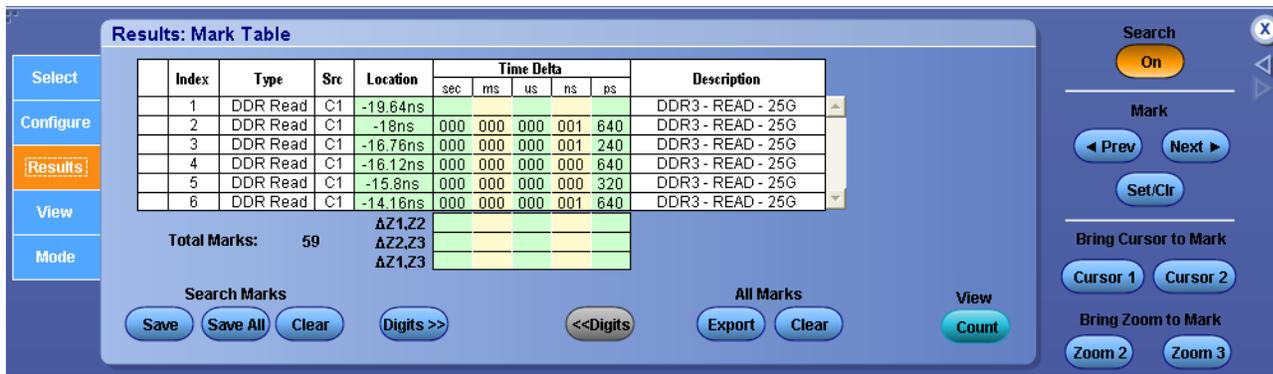 Results: Mark Table
Select
Configure
Results
View
Mode
Index Type Src Location Time Delta Description
sec ms us ns ps
1 DDR Read C1 -19.64ns DDR3 - READ - 25G
2 DDR Read C1 -18ns 000 000 000 001 640 DDR3 - READ - 25G
3 DDR Read C1 -16.76ns 000 000 000 001 240 DDR3 - READ - 25G
4 DDR Read C1 -16.12ns 000 000 000 000 640 DDR3 - READ - 25G
5 DDR Read C1 -15.8ns 000 000 000 000 320 DDR3 - READ - 25G
6 DDR Read C1 -14.16ns 000 000 000 001 640 DDR3 - READ - 25G
ΔZ1,Z2
Total Marks: 59 ΔZ2,Z3
ΔZ1,Z3
Search Marks
Save Save All Clear Digits >> <<Digits
All Marks
Export Clear
View
Count
Search
On
X
Mark
◄ Prev Next ►
Set/Clr
Bring Cursor to Mark
Cursor 1 Cursor 2
Bring Zoom to Mark
Zoom 2 Zoom 3